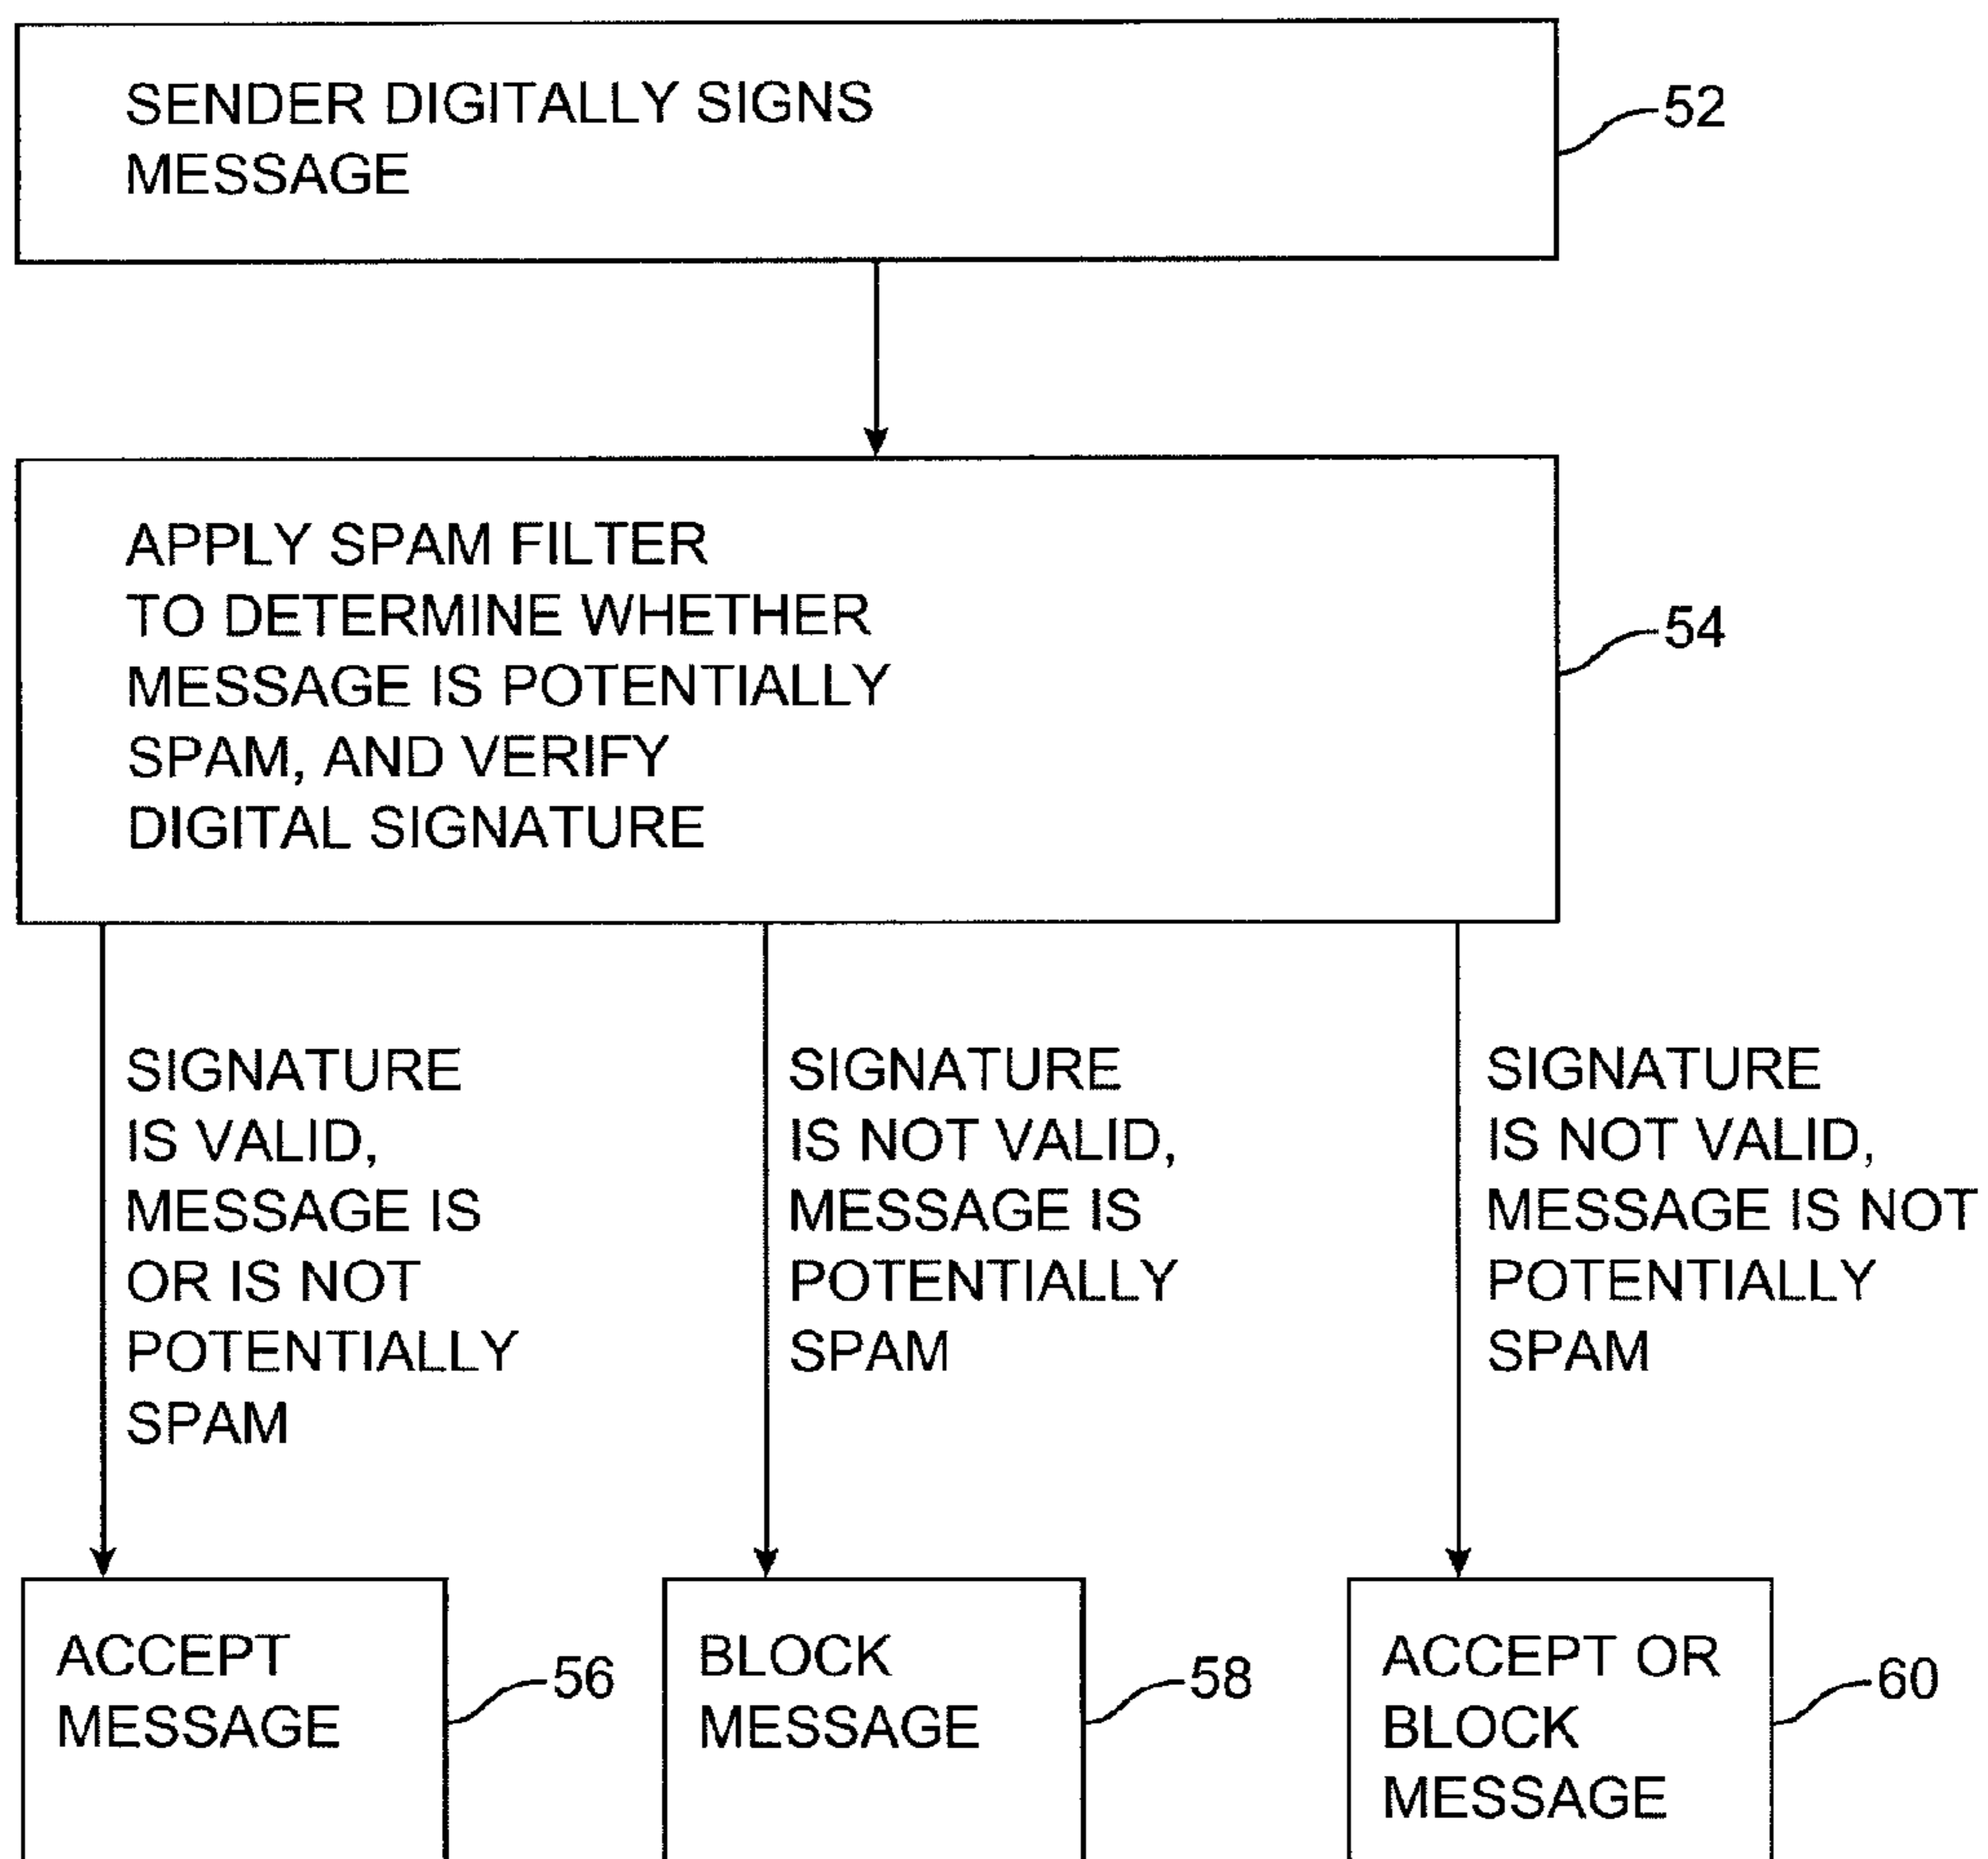 SENDER DIGITALLY SIGNS
MESSAGE
52
APPLY SPAM FILTER
TO DETERMINE WHETHER
MESSAGE IS POTENTIALLY
SPAM, AND VERIFY
DIGITAL SIGNATURE
54
SIGNATURE
IS VALID,
MESSAGE IS
OR IS NOT
POTENTIALLY
SPAM
SIGNATURE
IS NOT VALID,
MESSAGE IS
POTENTIALLY
SPAM
SIGNATURE
IS NOT VALID,
MESSAGE IS NOT
POTENTIALLY
SPAM
ACCEPT
MESSAGE
56
BLOCK
MESSAGE
58
ACCEPT OR
BLOCK
MESSAGE
60